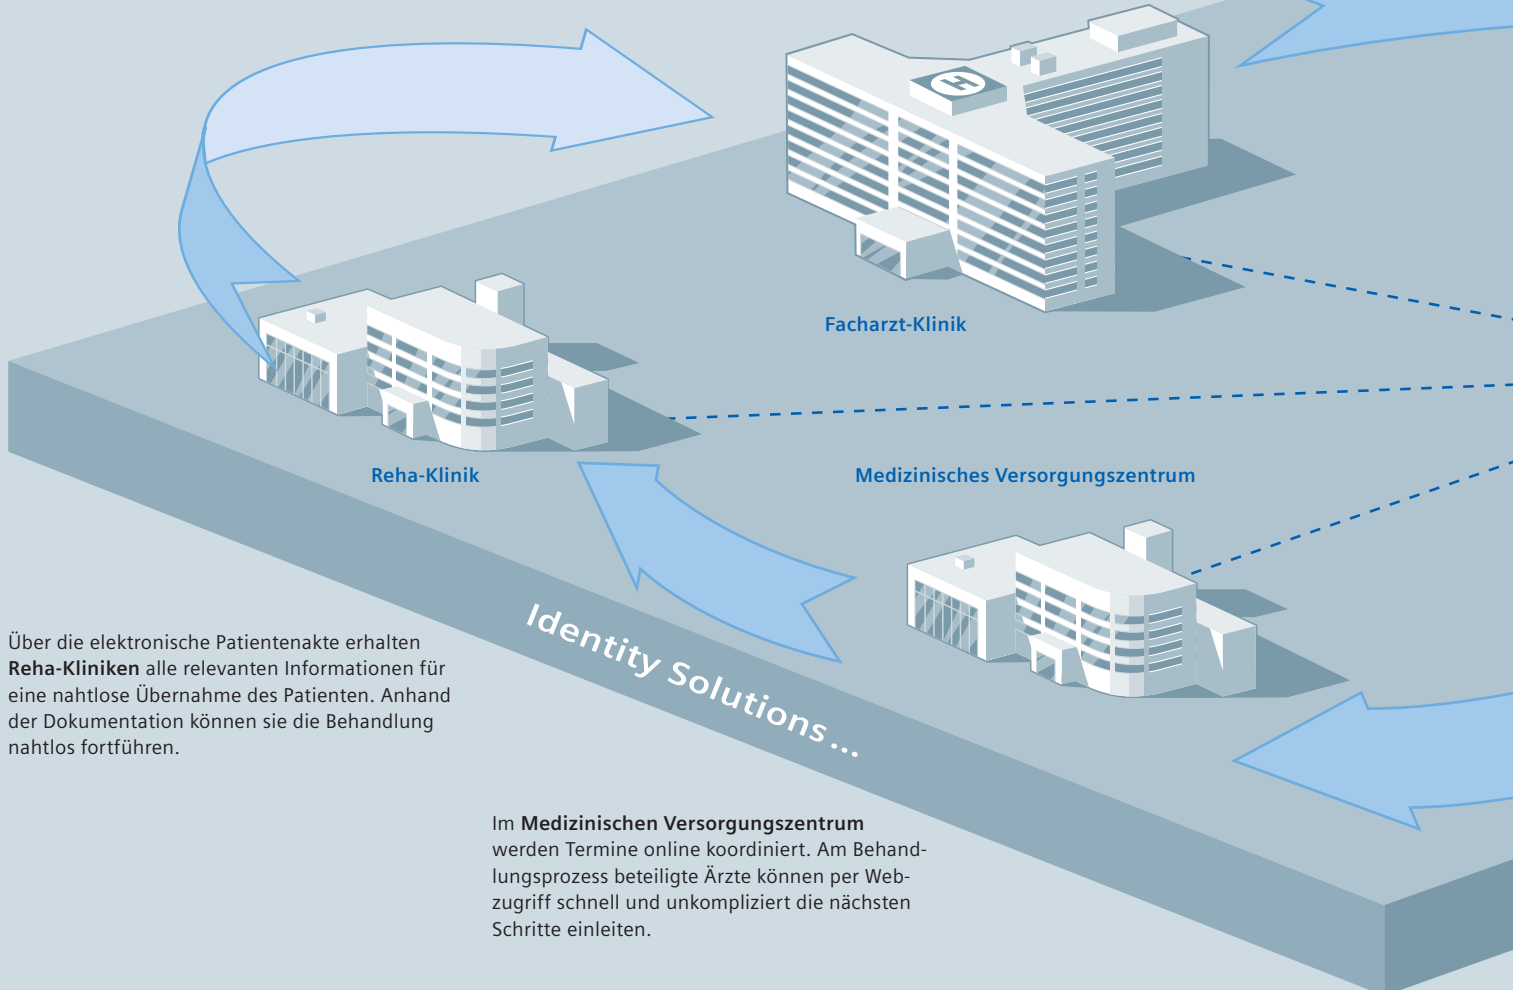 H
Facharzt-Klinik
Reha-Klinik
Medizinisches Versorgungszentrum
Identity Solutions ...
Über die elektronische Patientenakte erhalten
Reha-Kliniken alle relevanten Informationen für
eine nahtlose Übernahme des Patienten. Anhand
der Dokumentation können sie die Behandlung
nahtlos fortführen.
Im Medizinischen Versorgungszentrum
werden Termine online koordiniert. Am Behand-
lungsprozess beteiligte Ärzte können per Web-
zugriff schnell und unkompliziert die nächsten
Schritte einleiten.